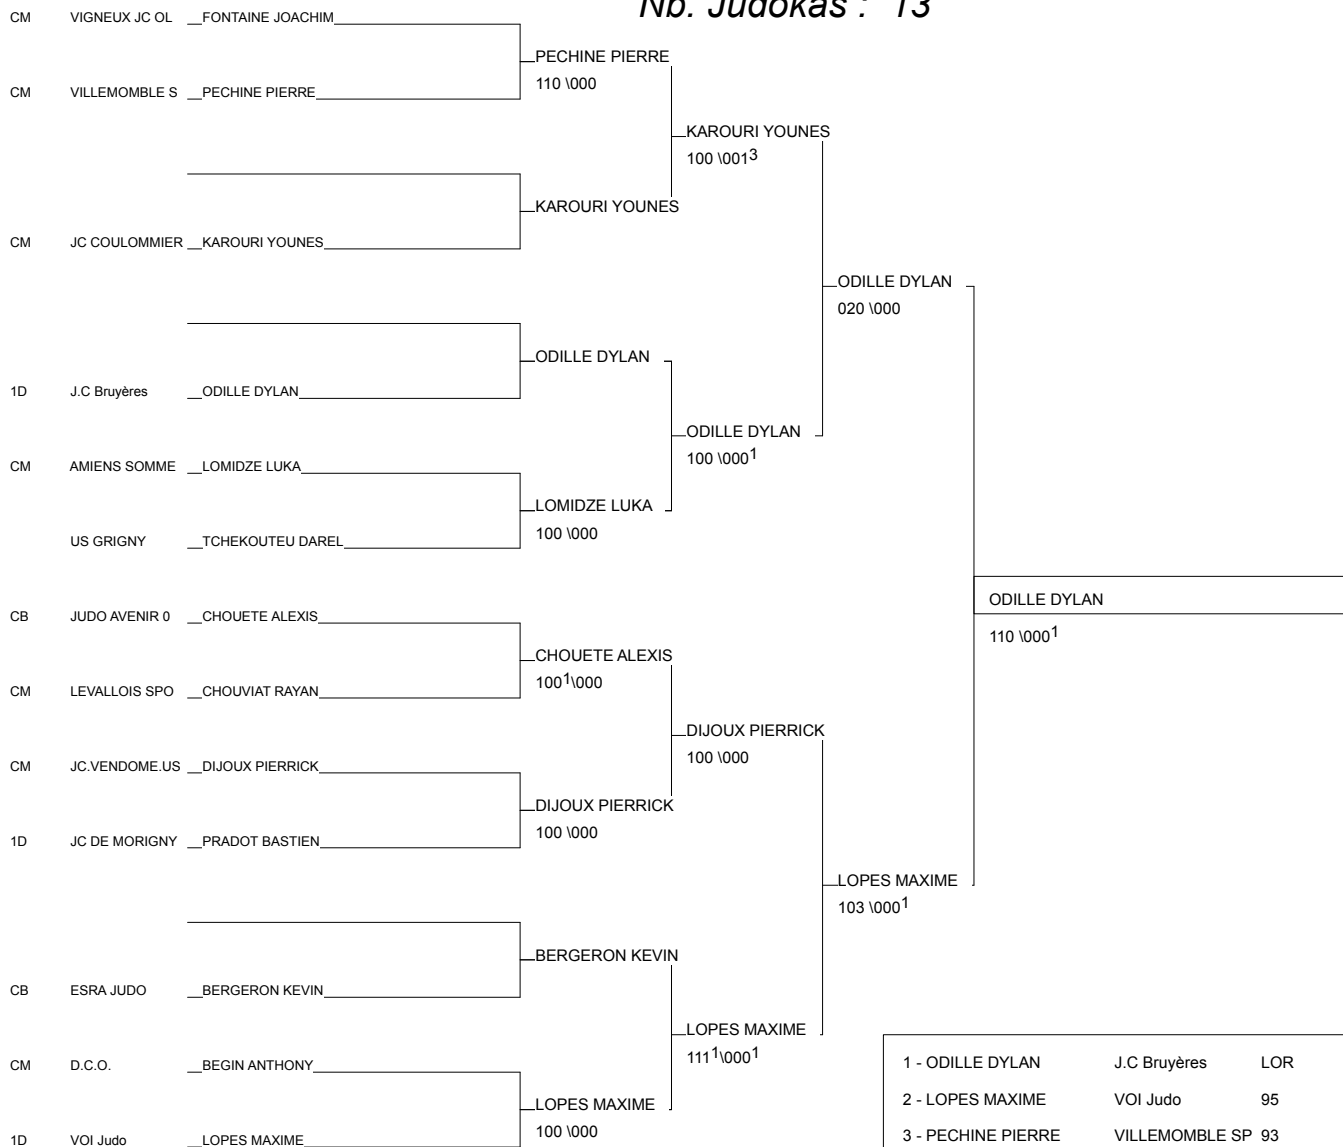 Nb. Judokas : 13
CM VIGNEUX JC OL FONTAINE JOACHIM
PECHINE PIERRE
110 \000
CM VILLEMOMBLE S PECHINE PIERRE
KAROURI YOUNES
100 \001³
KAROURI YOUNES
CM JC COULOMMIER KAROURI YOUNES
ODILLE DYLAN
020 \000
ODILLE DYLAN
1D J.C Bruyères ODILLE DYLAN
ODILLE DYLAN
100 \000¹
CM AMIENS SOMME LOMIDZE LUKA
LOMIDZE LUKA
100 \000
US GRIGNY TCHEKOUTEU DAREL
ODILLE DYLAN
110 \000¹
CB JUDO AVENIR 0 CHOUETE ALEXIS
CHOUETE ALEXIS
100¹\000
CM LEVALLOIS SPO CHOUVIAT RAYAN
DIJOUX PIERRICK
100 \000
CM JC.VENDOME.US DIJOUX PIERRICK
DIJOUX PIERRICK
100 \000
1D JC DE MORIGNY PRADOT BASTIEN
LOPES MAXIME
103 \000¹
BERGERON KEVIN
CB ESRA JUDO BERGERON KEVIN
LOPES MAXIME
111¹\000¹
CM D.C.O. BEGIN ANTHONY
LOPES MAXIME
100 \000
1D VOI Judo LOPES MAXIME
1 - ODILLE DYLAN J.C Bruyères LOR
2 - LOPES MAXIME VOI Judo 95
3 - PECHINE PIERRE VILLEMOMBLE SP 93